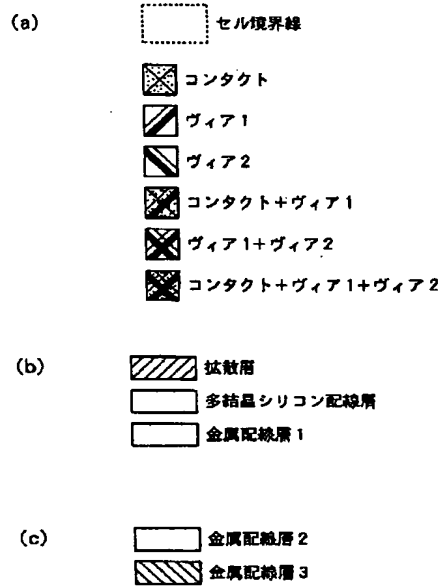 (a)
セル境界線
コンタクト
ヴィア1
ヴィア2
コンタクト+ヴィア1
ヴィア1+ヴィア2
コンタクト+ヴィア1+ヴィア2
(b)
拡散層
多結晶シリコン配線層
金属配線層1
(c)
金属配線層2
金属配線層3